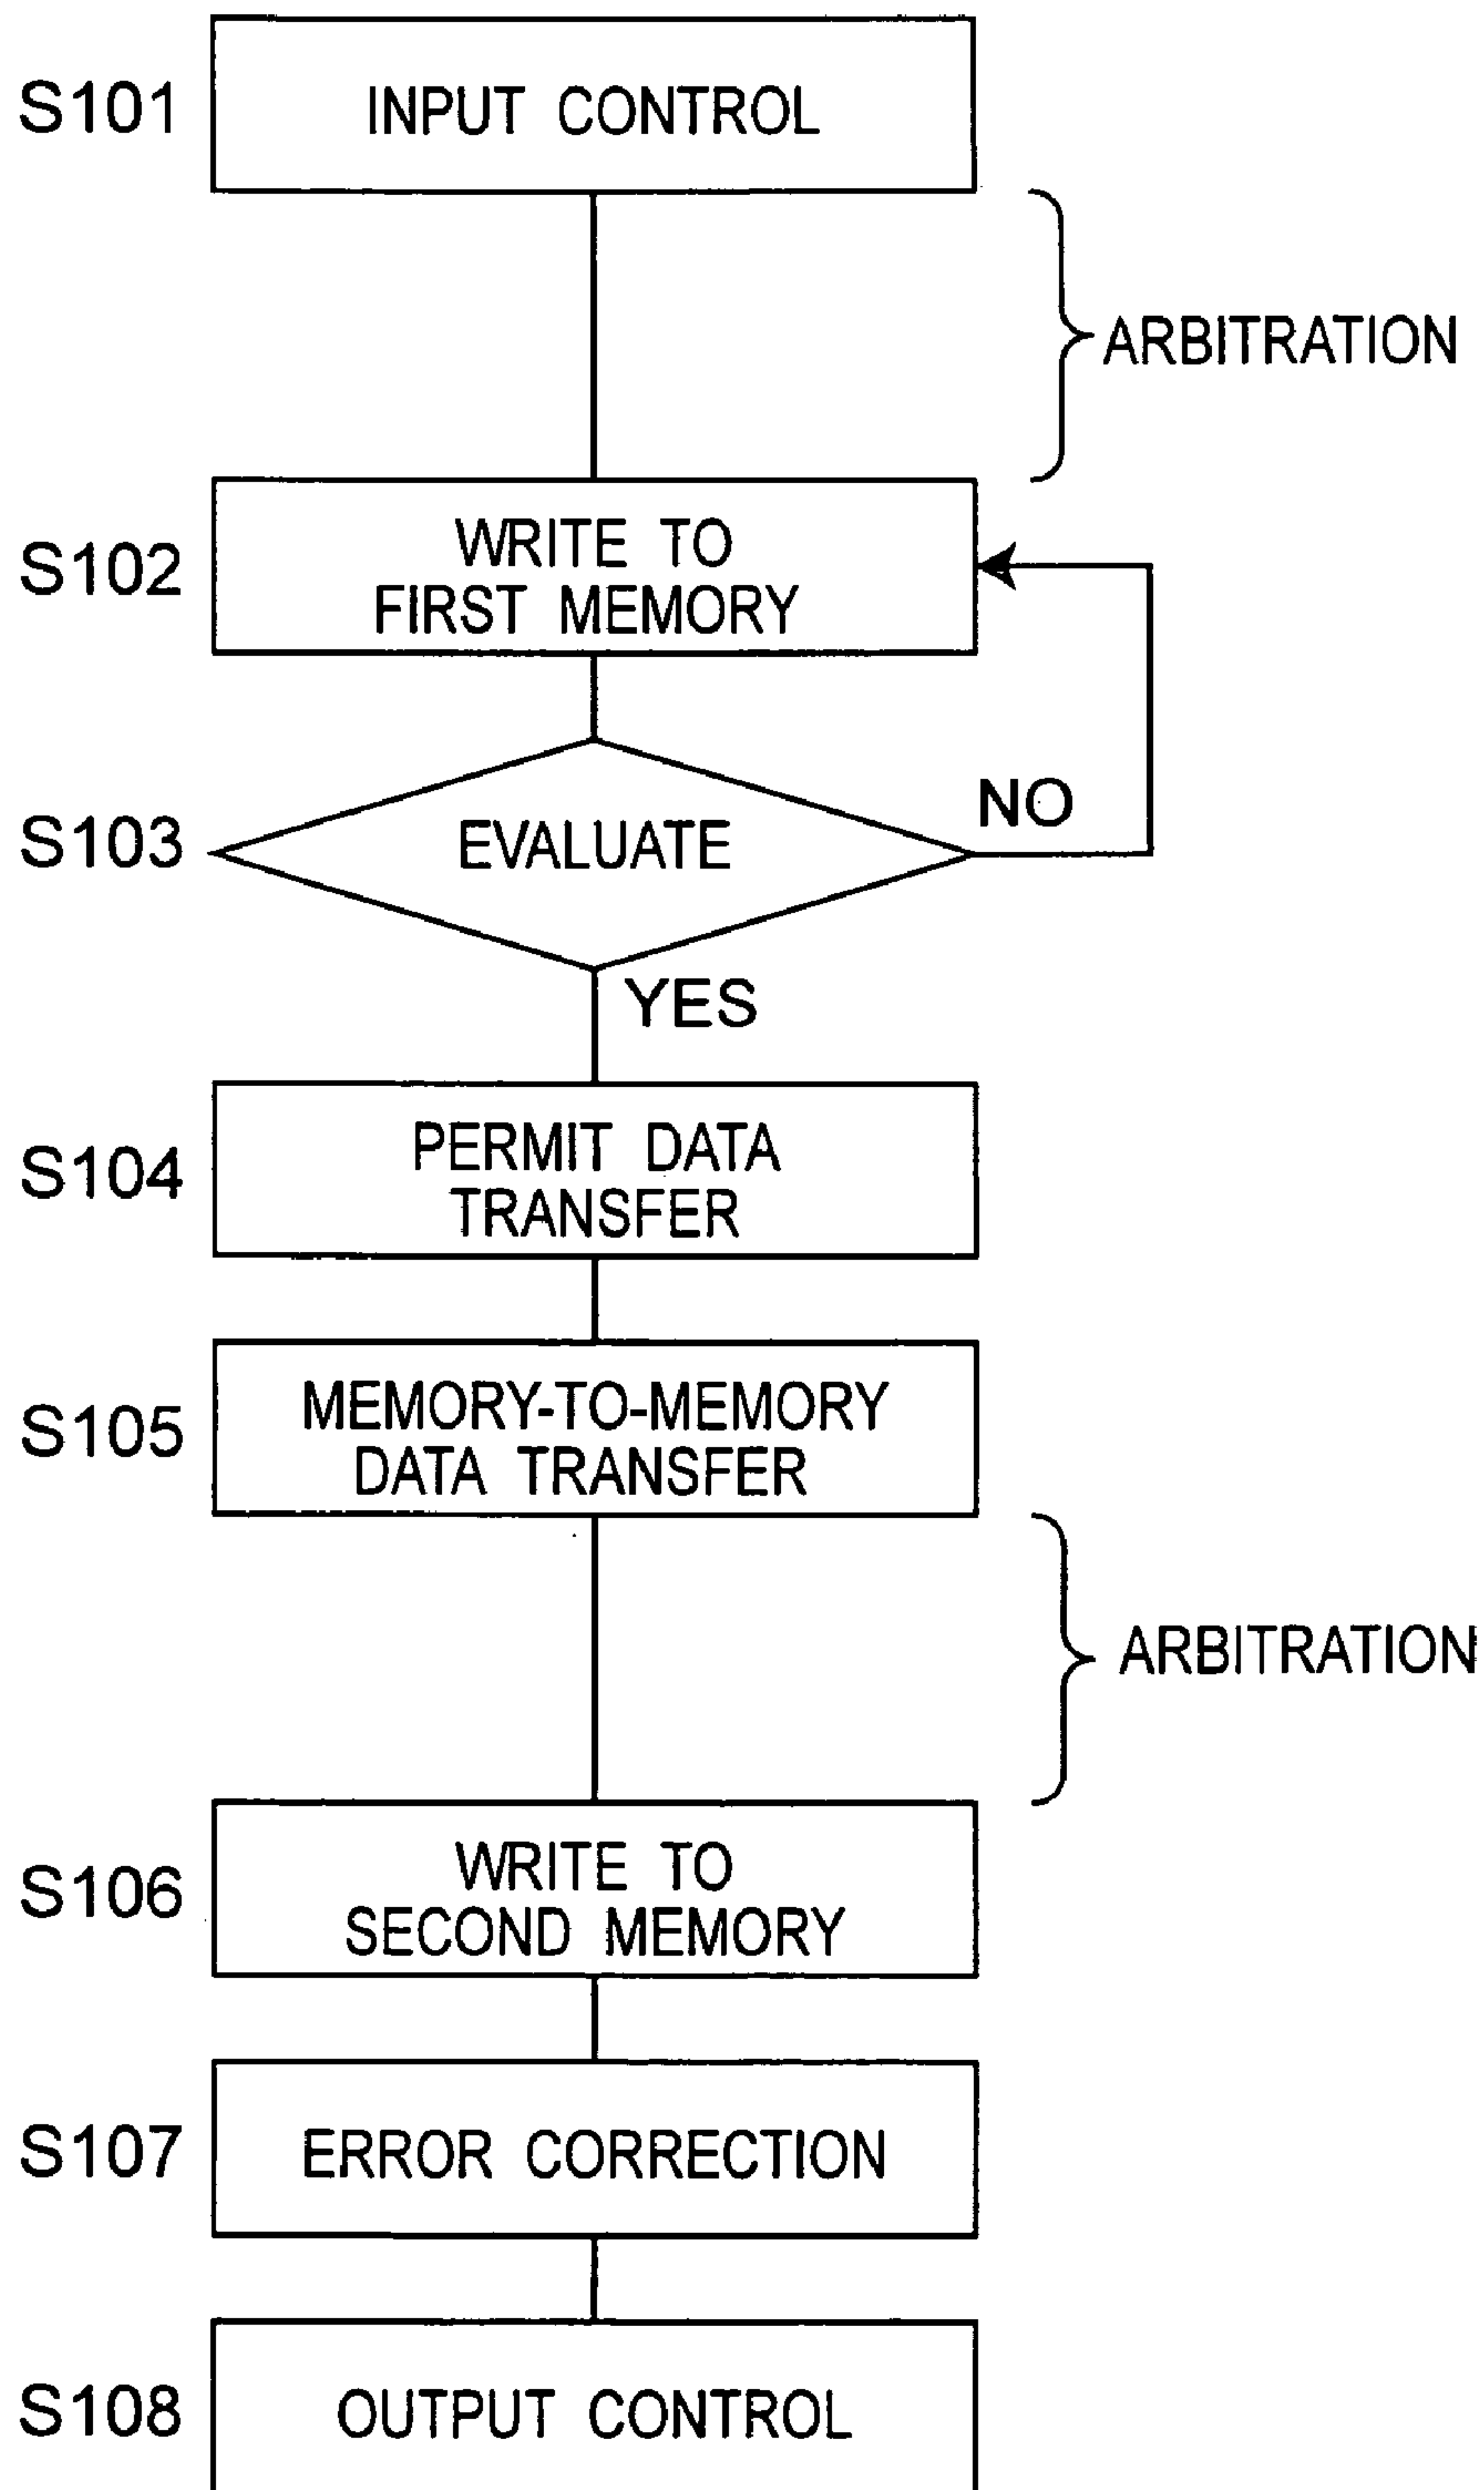 S101
INPUT CONTROL
ARBITRATION
S102
WRITE TO
FIRST MEMORY
S103
EVALUATE
NO
YES
S104
PERMIT DATA
TRANSFER
S105
MEMORY-TO-MEMORY
DATA TRANSFER
ARBITRATION
S106
WRITE TO
SECOND MEMORY
S107
ERROR CORRECTION
S108
OUTPUT CONTROL